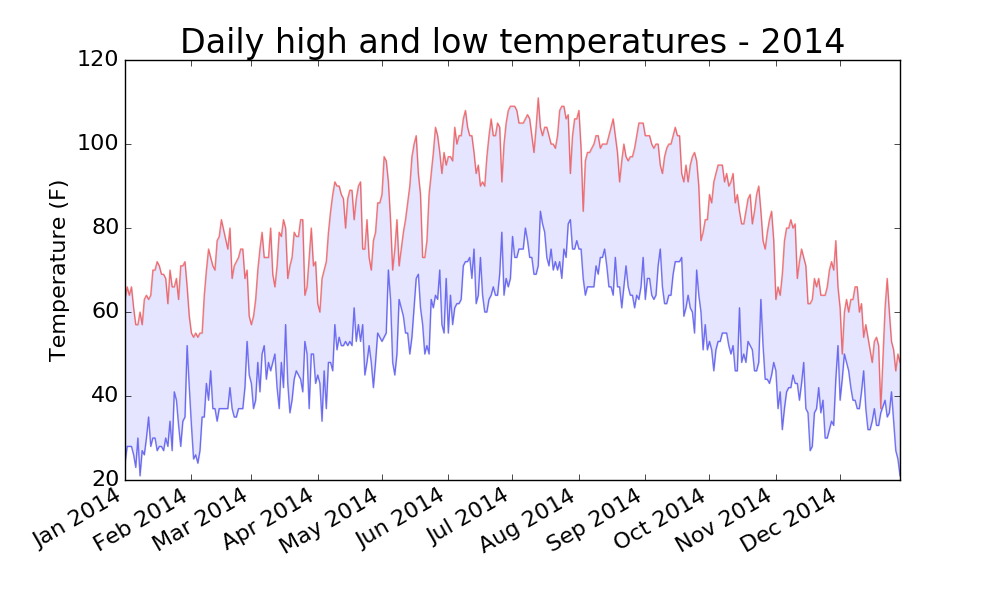 Daily high and low temperatures - 2014
Temperature (F)
120
100
80
60
40
20
Jan 2014
Feb 2014
Mar 2014
Apr 2014
May 2014
Jun 2014
Jul 2014
Aug 2014
Sep 2014
Oct 2014
Nov 2014
Dec 2014